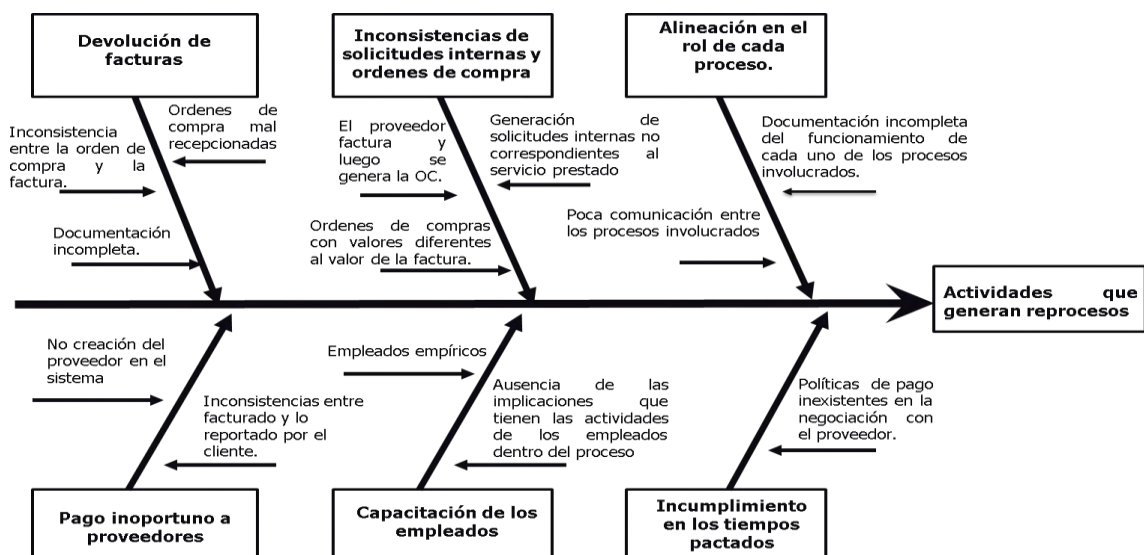 Devolución de
facturas
Inconsistencias de
solicitudes internas y
ordenes de compra
Alineación en el
rol de cada
proceso.
Ordenes de
compra mal
recepcionadas
Inconsistencia
entre la orden de
compra y la
factura.
Documentación
incompleta.
El proveedor
factura y
luego se
genera la OC.
Generación de
solicitudes internas no
correspondientes al
servicio prestado
Ordenes de compras
con valores diferentes
al valor de la factura.
Documentación incompleta
del funcionamiento de
cada uno de los procesos
involucrados.
Poca comunicación entre
los procesos involucrados
Actividades que
generan reprocesos
No creación del
proveedor en el
sistema
Inconsistencias entre
facturado y lo
reportado por el
cliente.
Empleados empíricos
Ausencia de las
implicaciones que
tienen las actividades
de los empleados
dentro del proceso
Políticas de pago
inexistentes en la
negociación con
el proveedor.
Pago inoportuno a
proveedores
Capacitación de los
empleados
Incumplimiento
en los tiempos
pactados